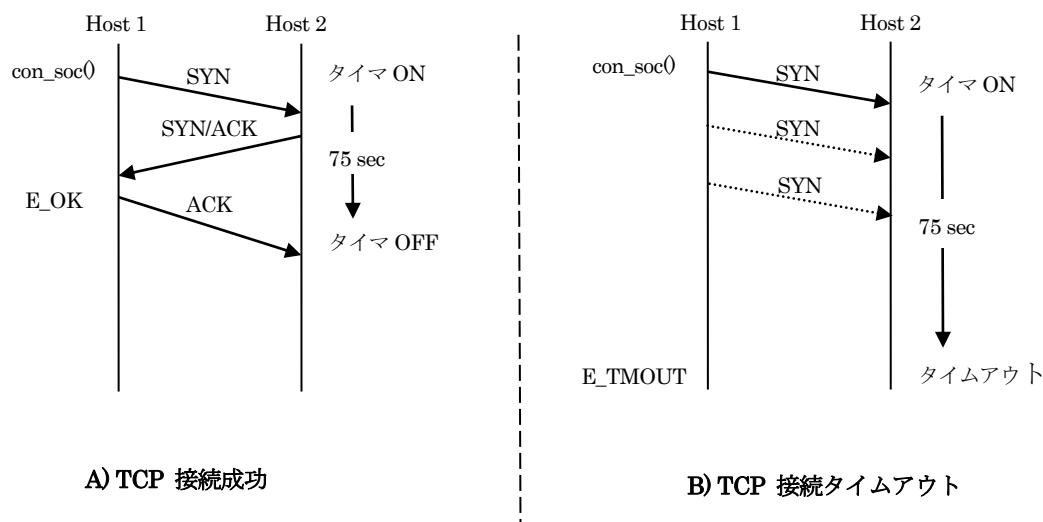 Host 1
Host 2
con_soc()
SYN
タイマ ON
SYN/ACK
75 sec
E_OK
ACK
タイマ OFF
A) TCP 接続成功
Host 1
Host 2
con_soc()
SYN
タイマ ON
SYN
SYN
75 sec
E_TMOUT
タイムアウト
B) TCP 接続タイムアウト